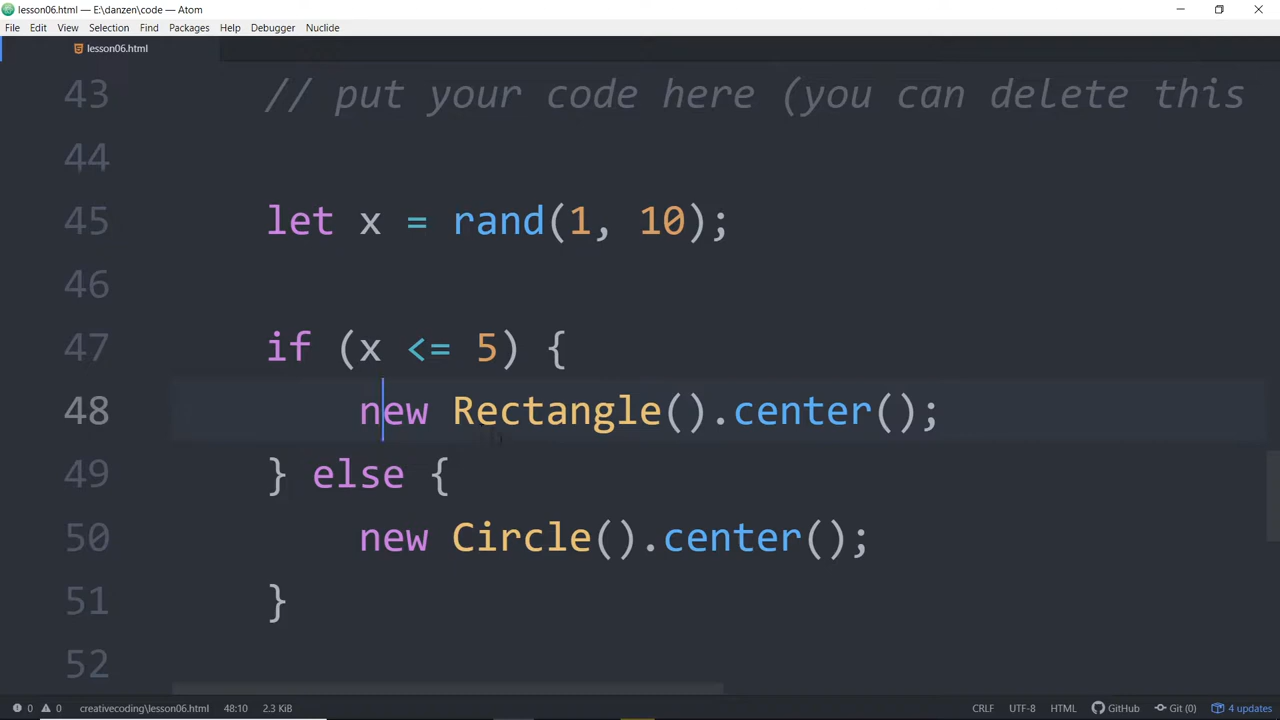 lesson06.html — E:\danzen\code — Atom
File Edit View Selection Find Packages Help Debugger Nuclide
lesson06.html
43 // put your code here (you can delete this
44
45 let x = rand(1, 10);
46
47 if (x <= 5) {
48 new Rectangle().center();
49 } else {
50 new Circle().center();
51 }
52
0 0 creativecoding\lesson06.html 48:10 2.3 KiB CRLF UTF-8 HTML GitHub Git (0) 4 updates